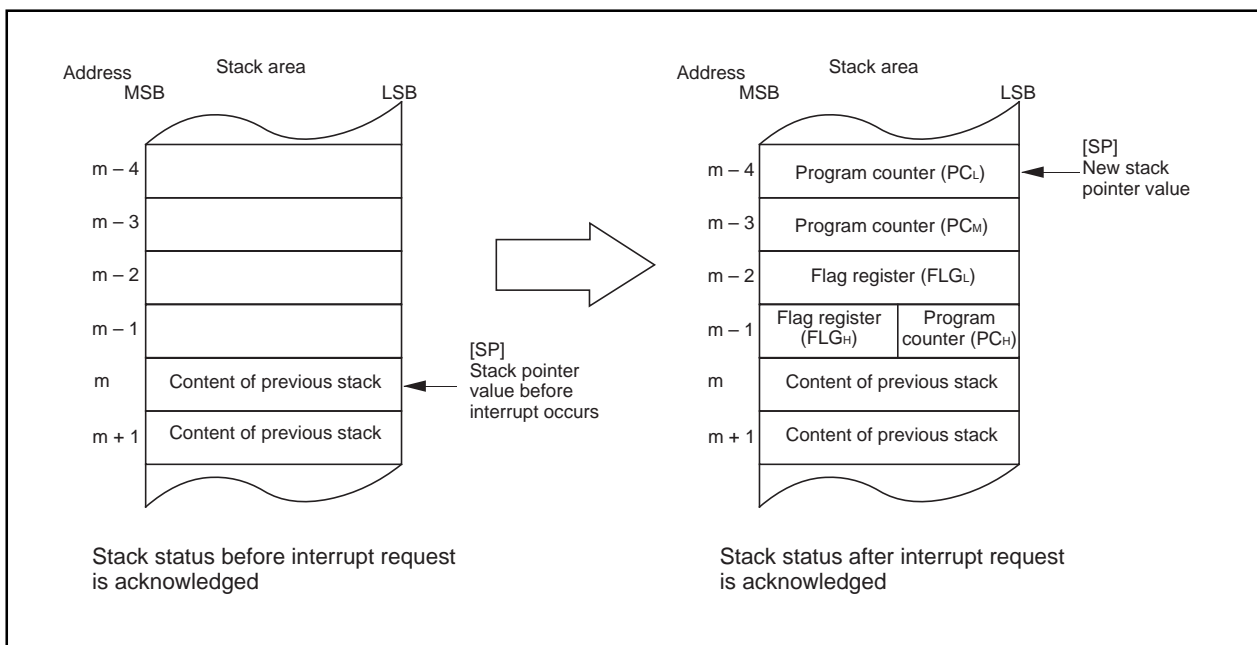 Address
Stack area
MSB
LSB
m – 4
m – 3
m – 2
m – 1
m
Content of previous stack
m + 1
Content of previous stack
[SP]
Stack pointer
value before
interrupt occurs
Stack status before interrupt request
is acknowledged
Address
Stack area
MSB
LSB
m – 4
Program counter (PCL)
[SP]
New stack
pointer value
m – 3
Program counter (PCM)
m – 2
Flag register (FLGL)
m – 1
Flag register
(FLGH)
Program
counter (PCH)
m
Content of previous stack
m + 1
Content of previous stack
Stack status after interrupt request
is acknowledged